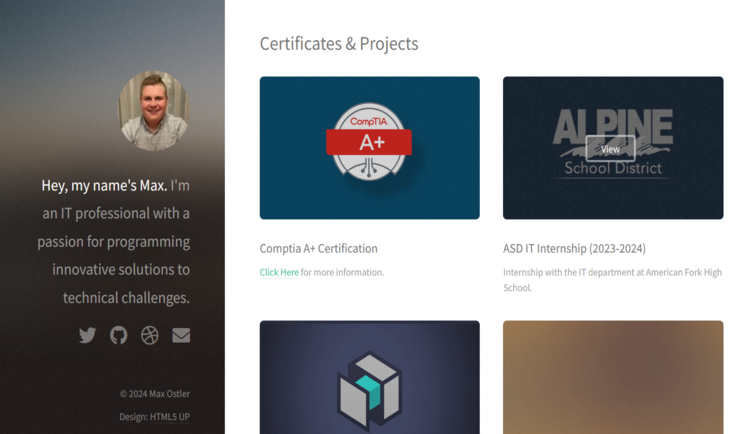 Hey, my name's Max. I'm
an IT professional with a
passion for programming
innovative solutions to
technical challenges.
© 2024 Max Ostler
Design: HTML5 UP
Certificates & Projects
CompTIA
A+
ALPINE
View
School District
Comptia A+ Certification
Click Here for more information.
ASD IT Internship (2023-2024)
Internship with the IT department at American Fork High
School.